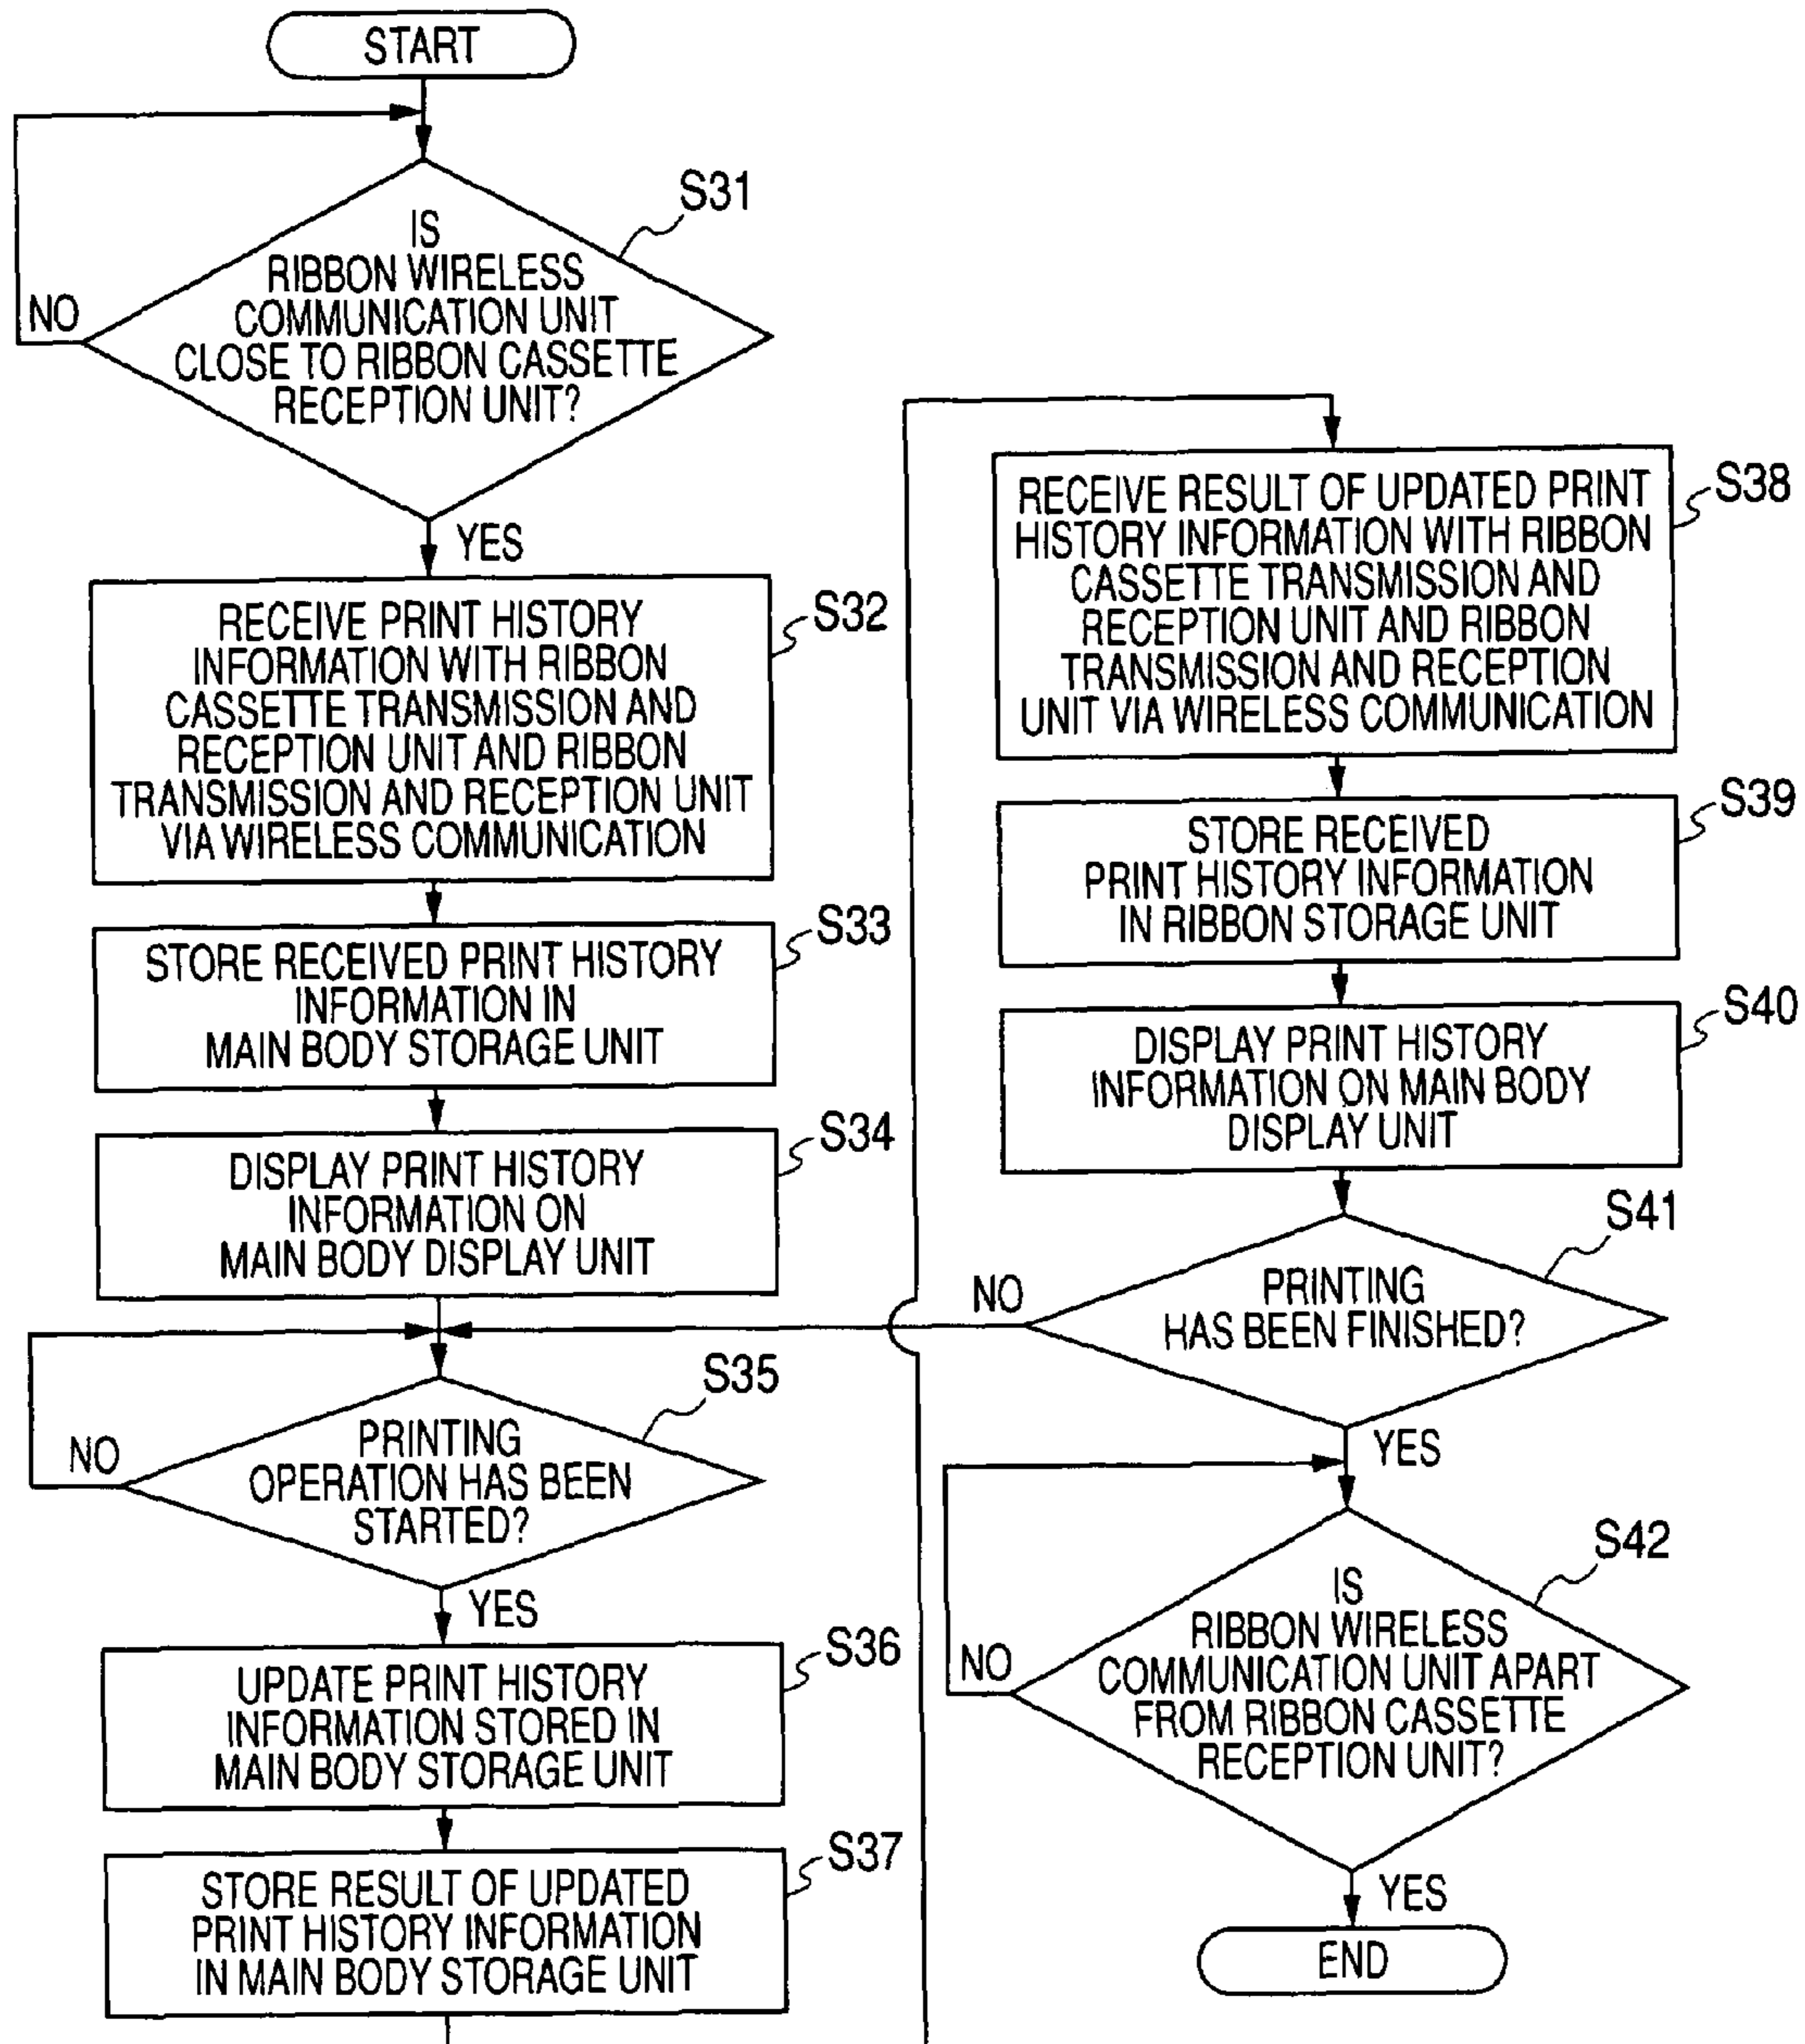 START
S31
IS
RIBBON WIRELESS
COMMUNICATION UNIT
CLOSE TO RIBBON CASSETTE
RECEPTION UNIT?
NO
YES
S32
RECEIVE PRINT HISTORY
INFORMATION WITH RIBBON
CASSETTE TRANSMISSION AND
RECEPTION UNIT AND RIBBON
TRANSMISSION AND RECEPTION UNIT
VIA WIRELESS COMMUNICATION
S33
STORE RECEIVED PRINT HISTORY
INFORMATION IN
MAIN BODY STORAGE UNIT
S34
DISPLAY PRINT HISTORY
INFORMATION ON
MAIN BODY DISPLAY UNIT
S35
PRINTING
OPERATION HAS BEEN
STARTED?
NO
YES
S36
UPDATE PRINT HISTORY
INFORMATION STORED IN
MAIN BODY STORAGE UNIT
S37
STORE RESULT OF UPDATED
PRINT HISTORY INFORMATION
IN MAIN BODY STORAGE UNIT
S38
RECEIVE RESULT OF UPDATED PRINT
HISTORY INFORMATION WITH RIBBON
CASSETTE TRANSMISSION AND
RECEPTION UNIT AND RIBBON
TRANSMISSION AND RECEPTION
UNIT VIA WIRELESS COMMUNICATION
S39
STORE RECEIVED
PRINT HISTORY INFORMATION
IN RIBBON STORAGE UNIT
S40
DISPLAY PRINT HISTORY
INFORMATION ON MAIN BODY
DISPLAY UNIT
S41
PRINTING
HAS BEEN FINISHED?
NO
YES
S42
IS
RIBBON WIRELESS
COMMUNICATION UNIT APART
FROM RIBBON CASSETTE
RECEPTION UNIT?
NO
YES
END